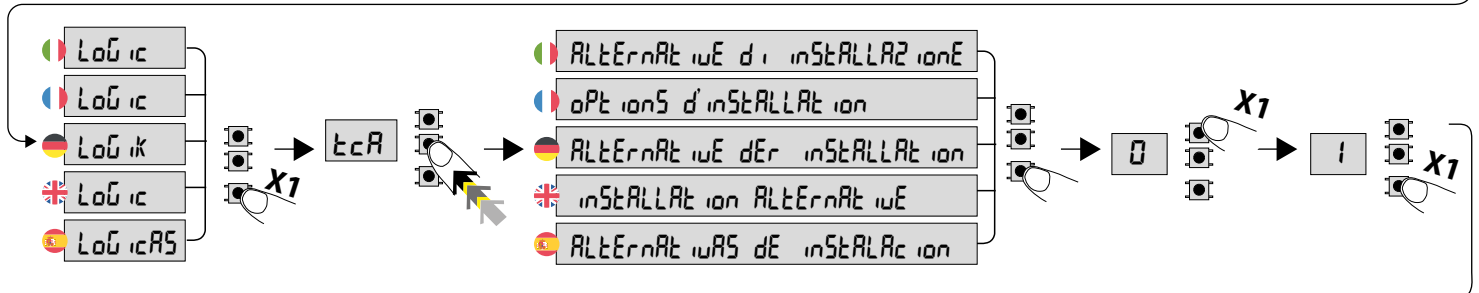 LoGic
LoGic
LoGiK
LoGic
LoGicAS
X1
tcA
ALtErnAtivE di inStALLAZionE
oPtionS d'inStALLAtion
ALtErnAtivE dEr inStALLAtion
inStALLAtion ALtErnAtivE
ALtErnAtivAS dE inStALAcion
0
X1
1
X1